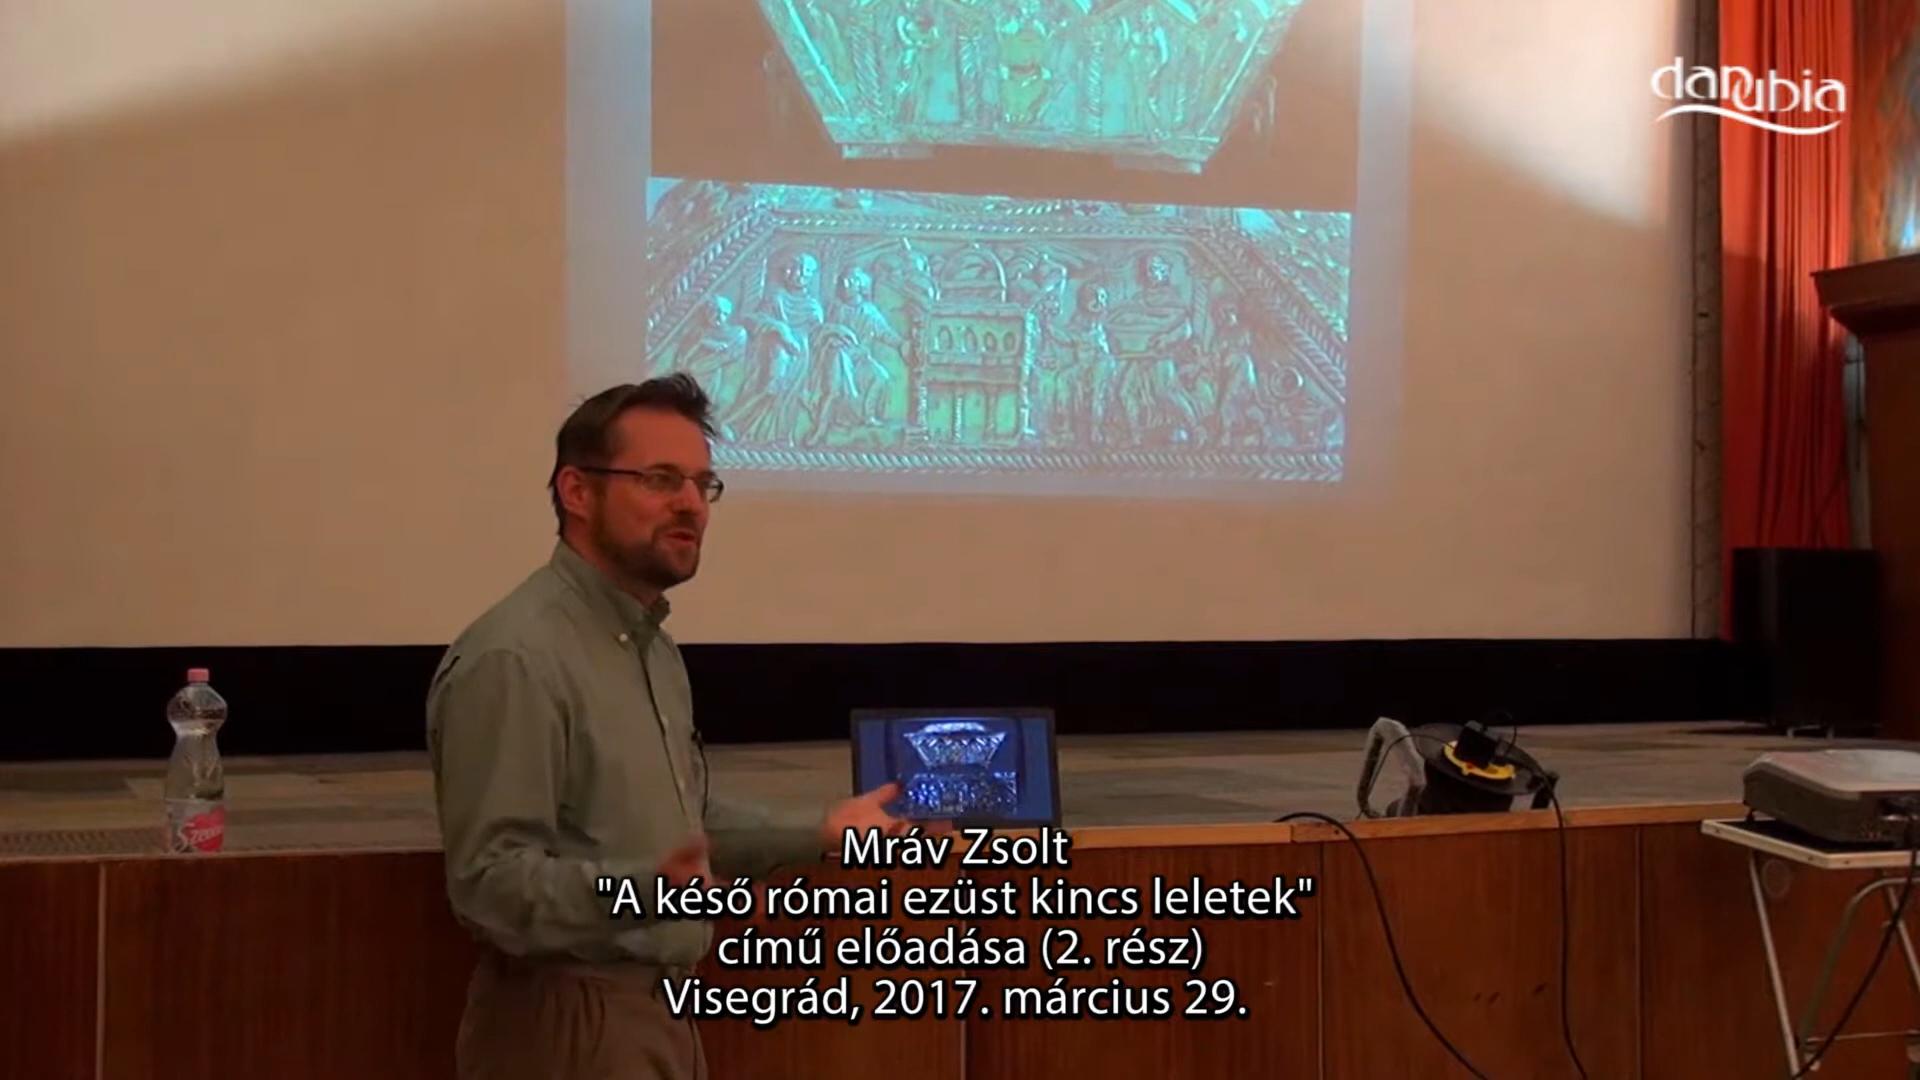 danubia
Mráv Zsolt
"A késő római ezüst kincs leletek"
című előadása (2. rész)
Visegrád, 2017. március 29.